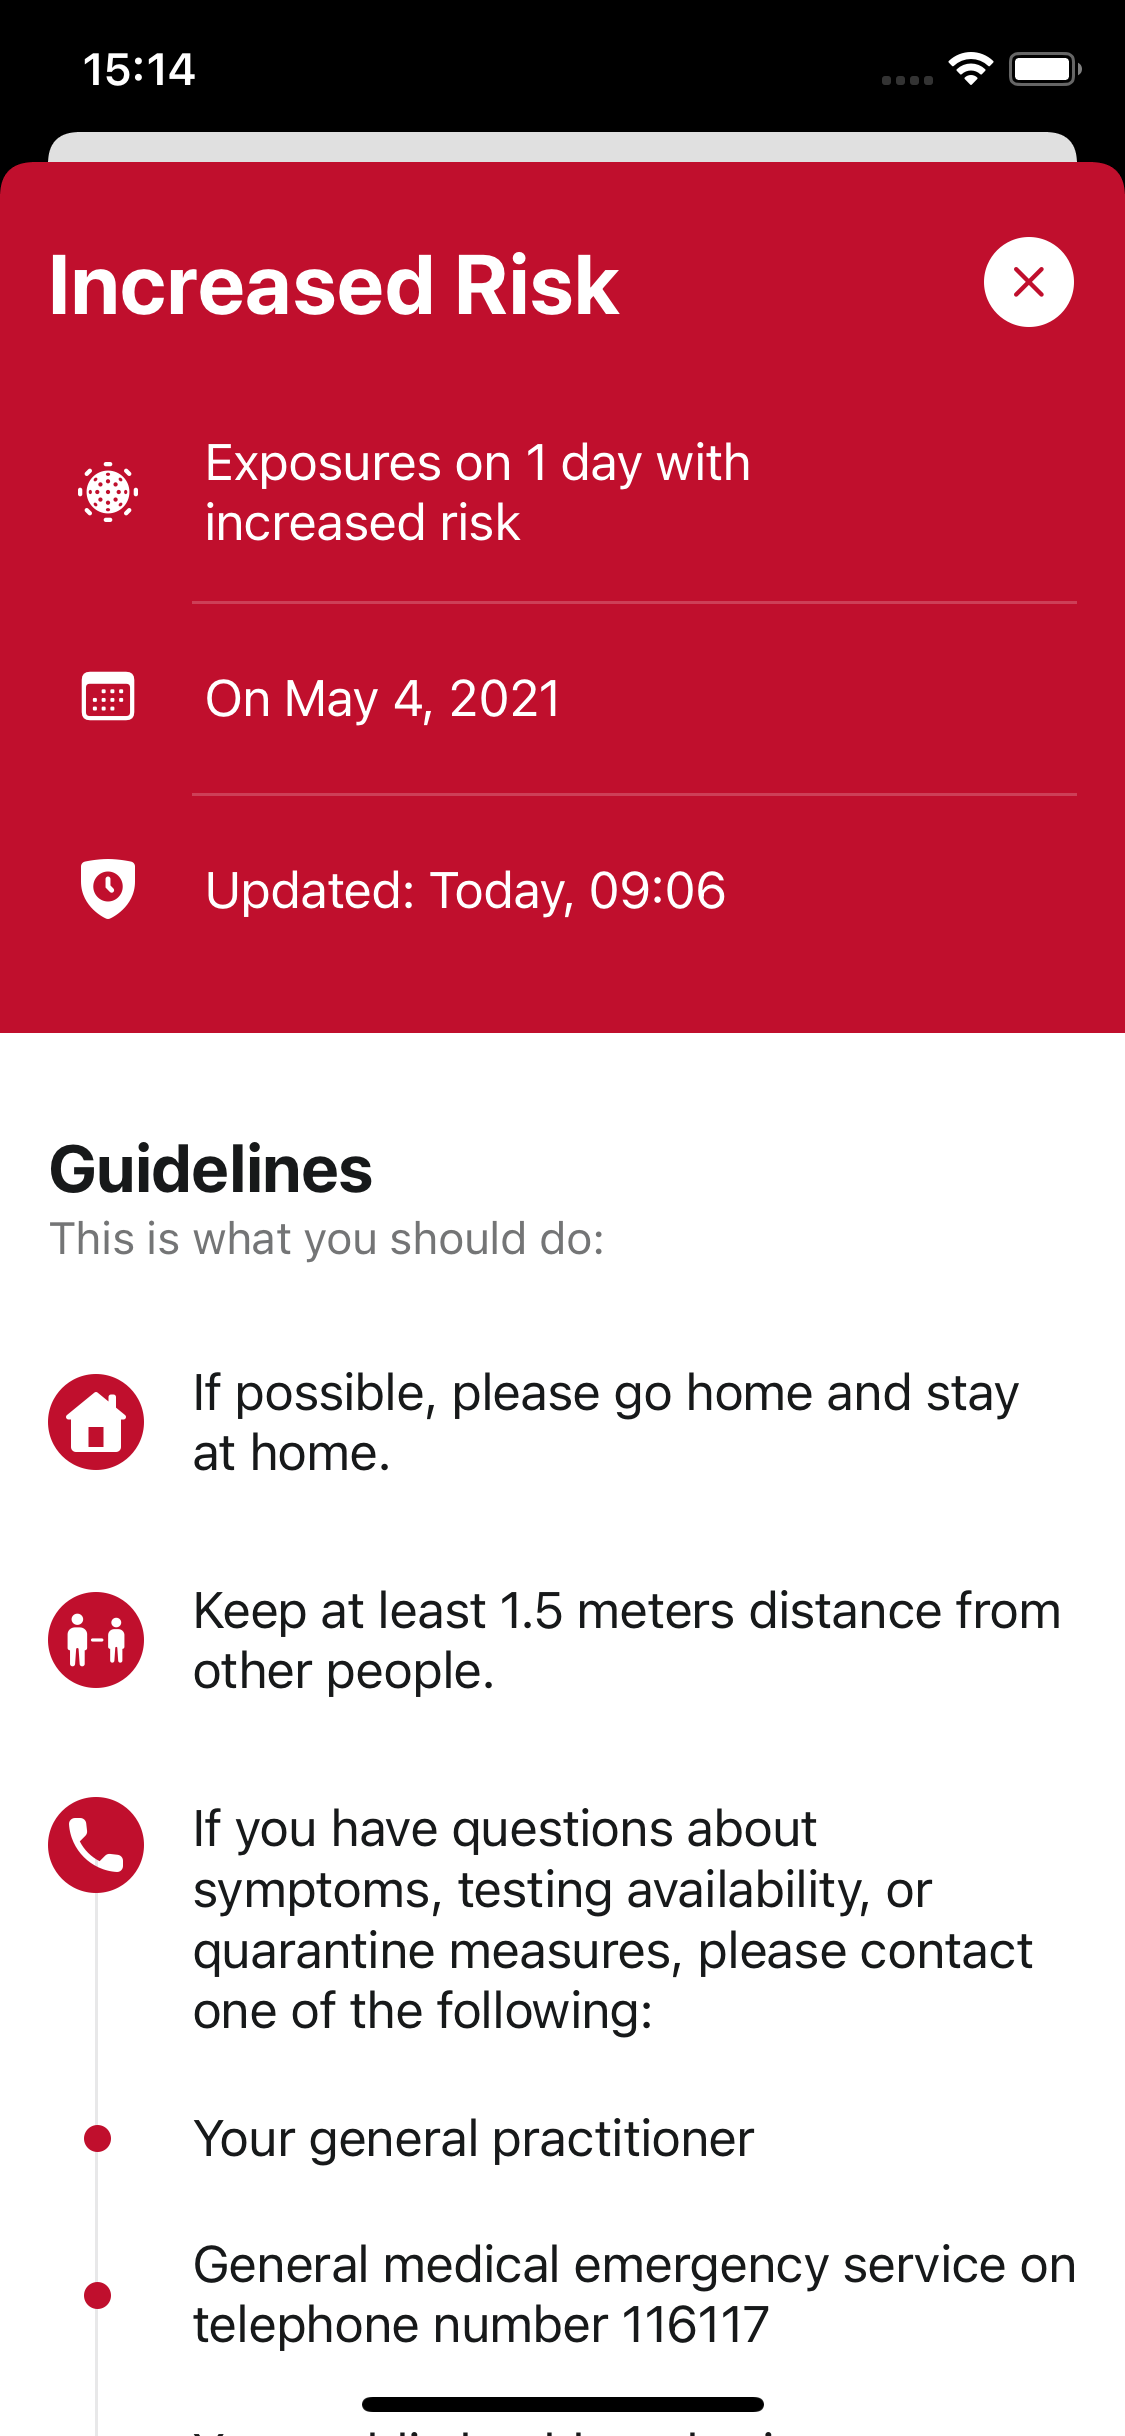 15:14
Increased Risk
Exposures on 1 day with
increased risk
On May 4, 2021
Updated: Today, 09:06
Guidelines
This is what you should do:
If possible, please go home and stay
at home.
Keep at least 1.5 meters distance from
other people.
If you have questions about
symptoms, testing availability, or
quarantine measures, please contact
one of the following:
Your general practitioner
General medical emergency service on
telephone number 116117